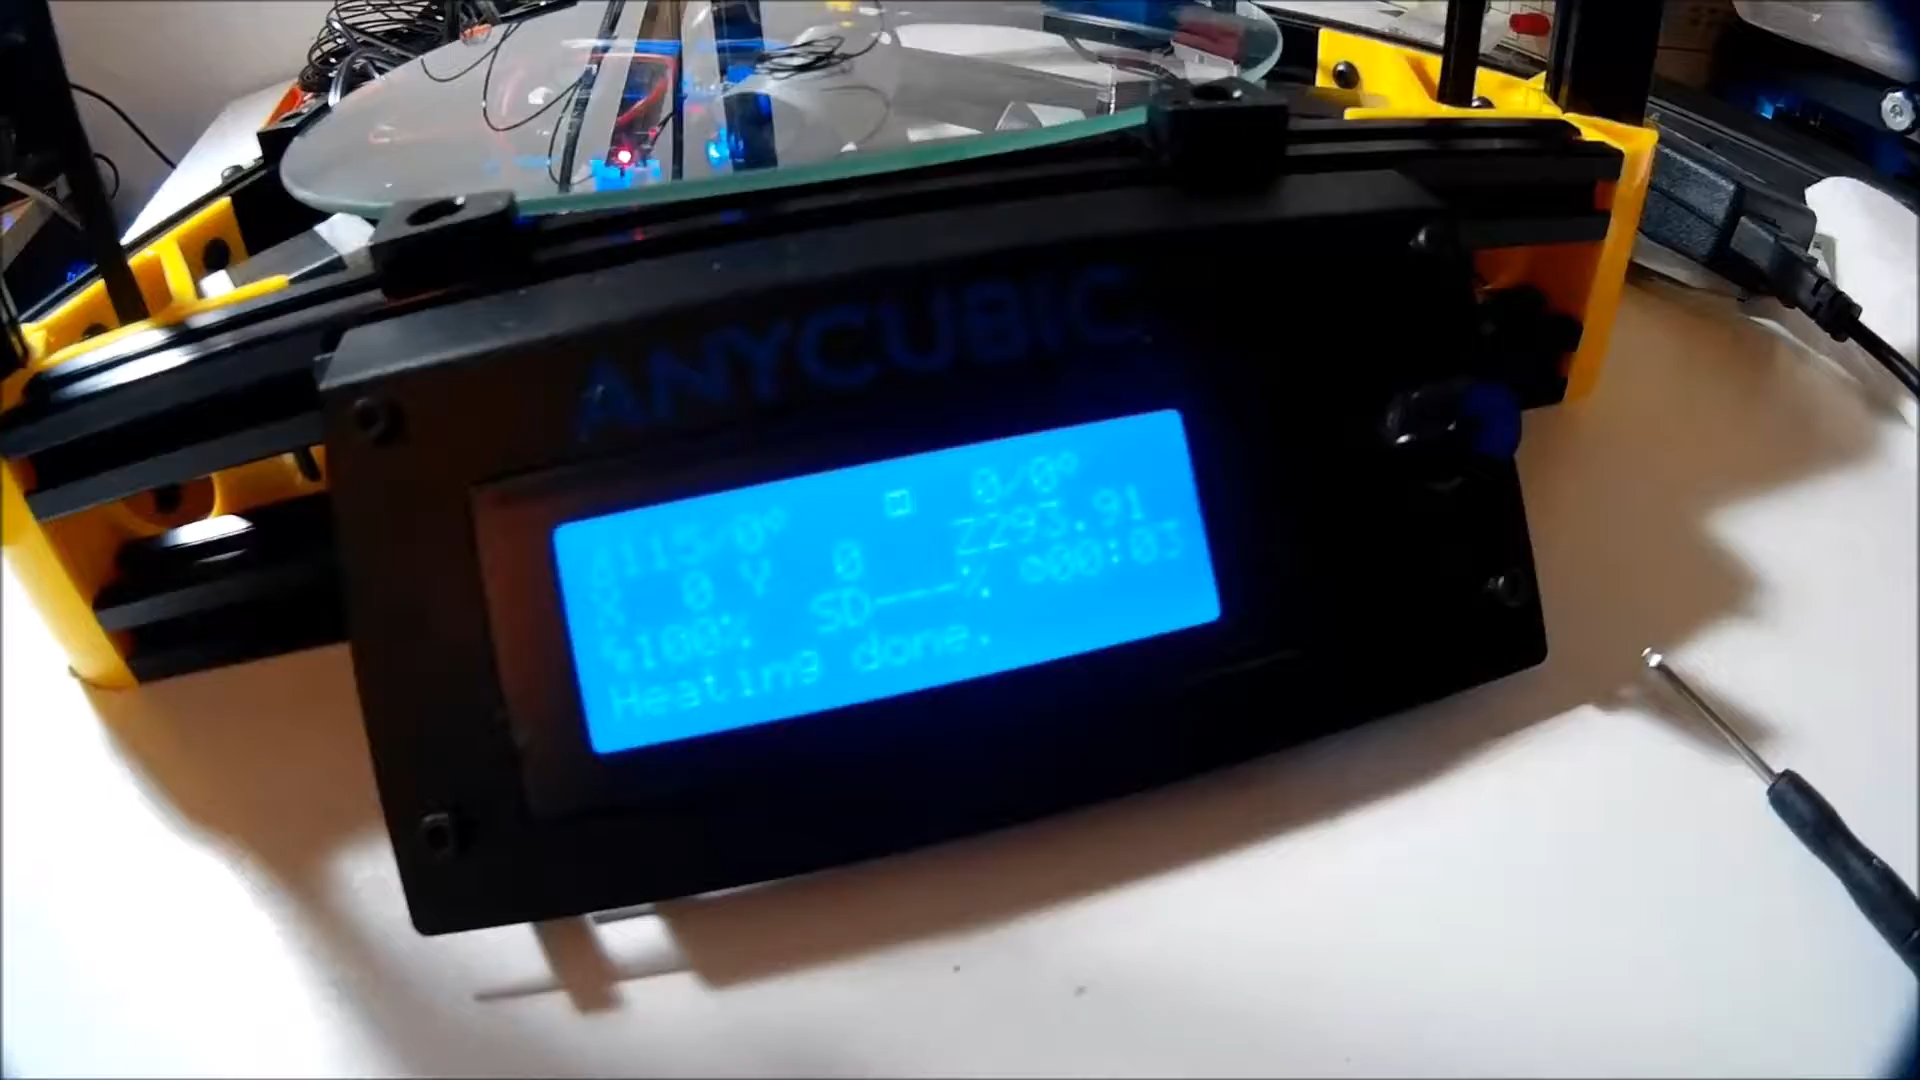 ANYCUBIC
115/0° 0/0°
X 0 Y 0 Z293.91
100% SD---% 00:03
Heating done.